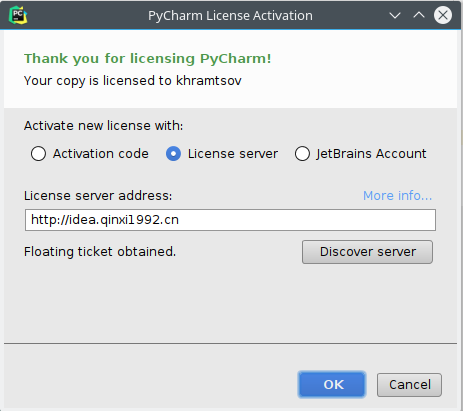 PC
PyCharm License Activation
Thank you for licensing PyCharm!
Your copy is licensed to khramtsov
Activate new license with:
Activation code License server JetBrains Account
License server address: More info...
http://idea.qinxi1992.cn
Floating ticket obtained. Discover server
OK Cancel